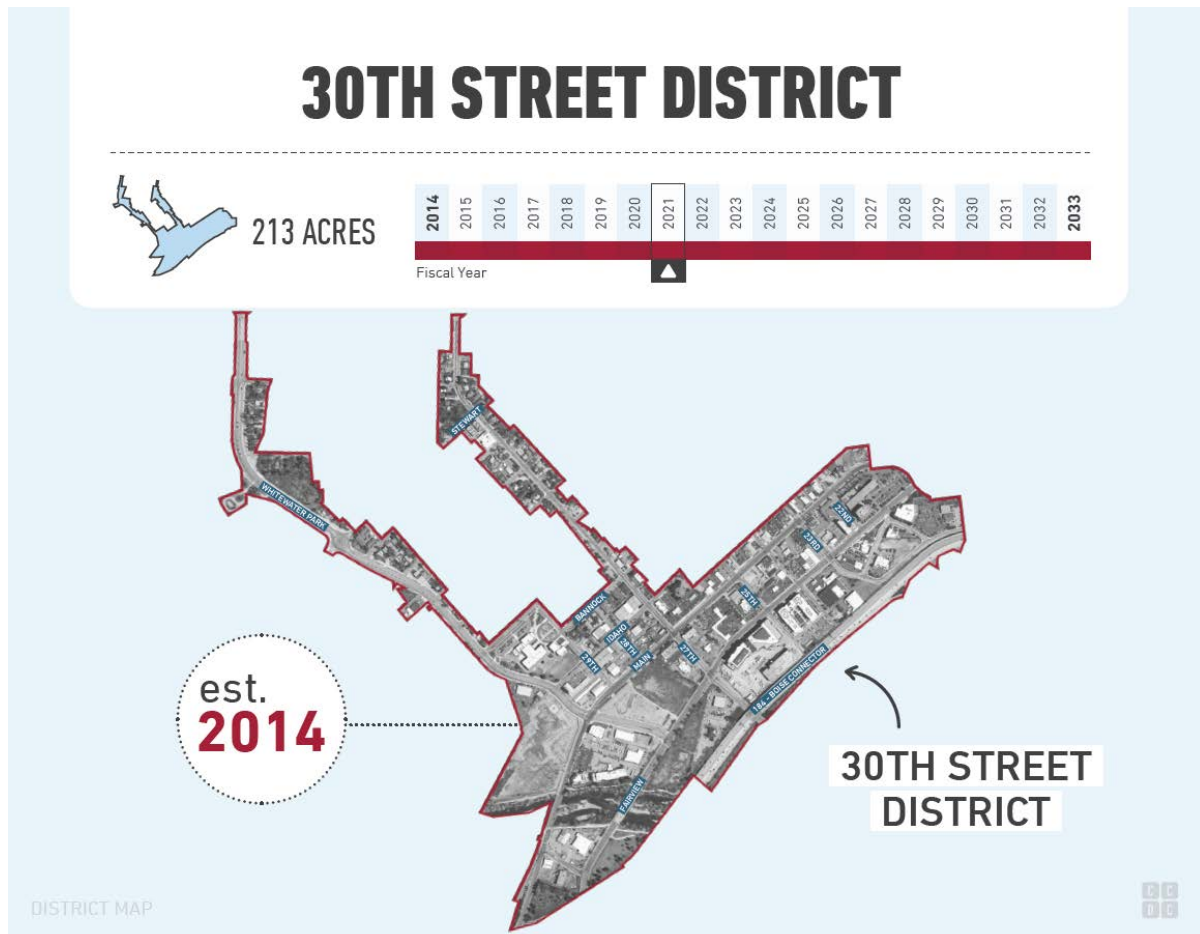 30TH STREET DISTRICT
213 ACRES
2014 2015 2016 2017 2018 2019 2020 2021 2022 2023 2024 2025 2026 2027 2028 2029 2030 2031 2032 2033
Fiscal Year
STEWART
WHITEWATER PARK
22ND
23RD
25TH
BANNOCK
IDAHO
28TH
29TH
MAIN
27TH
184 - BOISE CONNECTOR
FAIRVIEW
est.
2014
30TH STREET
DISTRICT
DISTRICT MAP
C C
D C